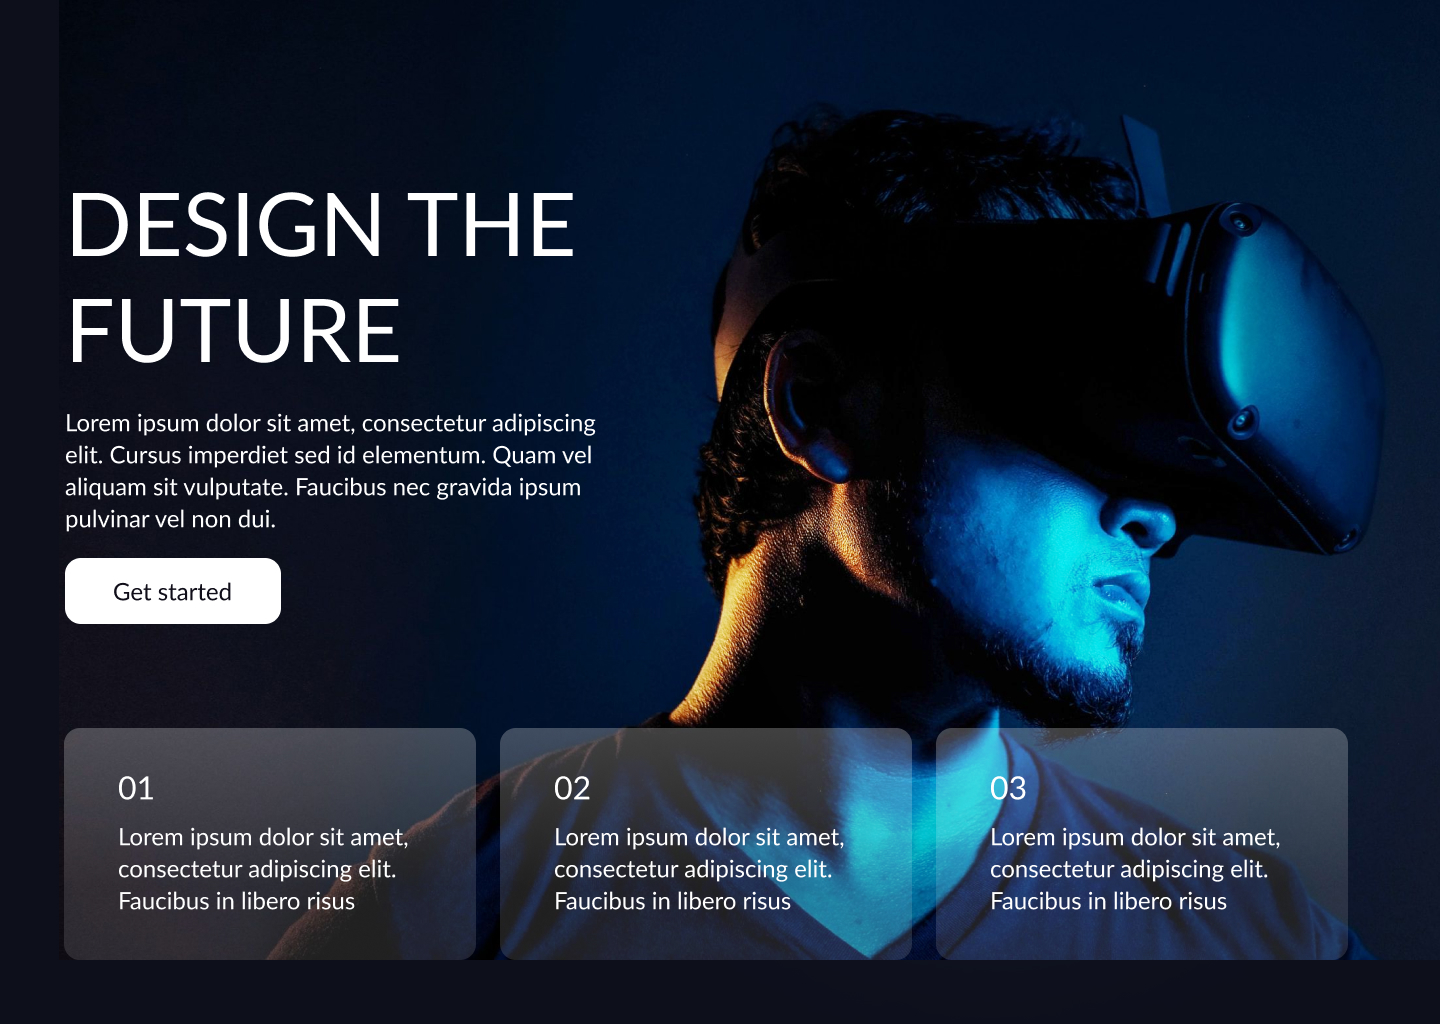 DESIGN THE
FUTURE
Lorem ipsum dolor sit amet, consectetur adipiscing
elit. Cursus imperdiet sed id elementum. Quam vel
aliquam sit vulputate. Faucibus nec gravida ipsum
pulvinar vel non dui.
Get started
01
Lorem ipsum dolor sit amet,
consectetur adipiscing elit.
Faucibus in libero risus
02
Lorem ipsum dolor sit amet,
consectetur adipiscing elit.
Faucibus in libero risus
03
Lorem ipsum dolor sit amet,
consectetur adipiscing elit.
Faucibus in libero risus